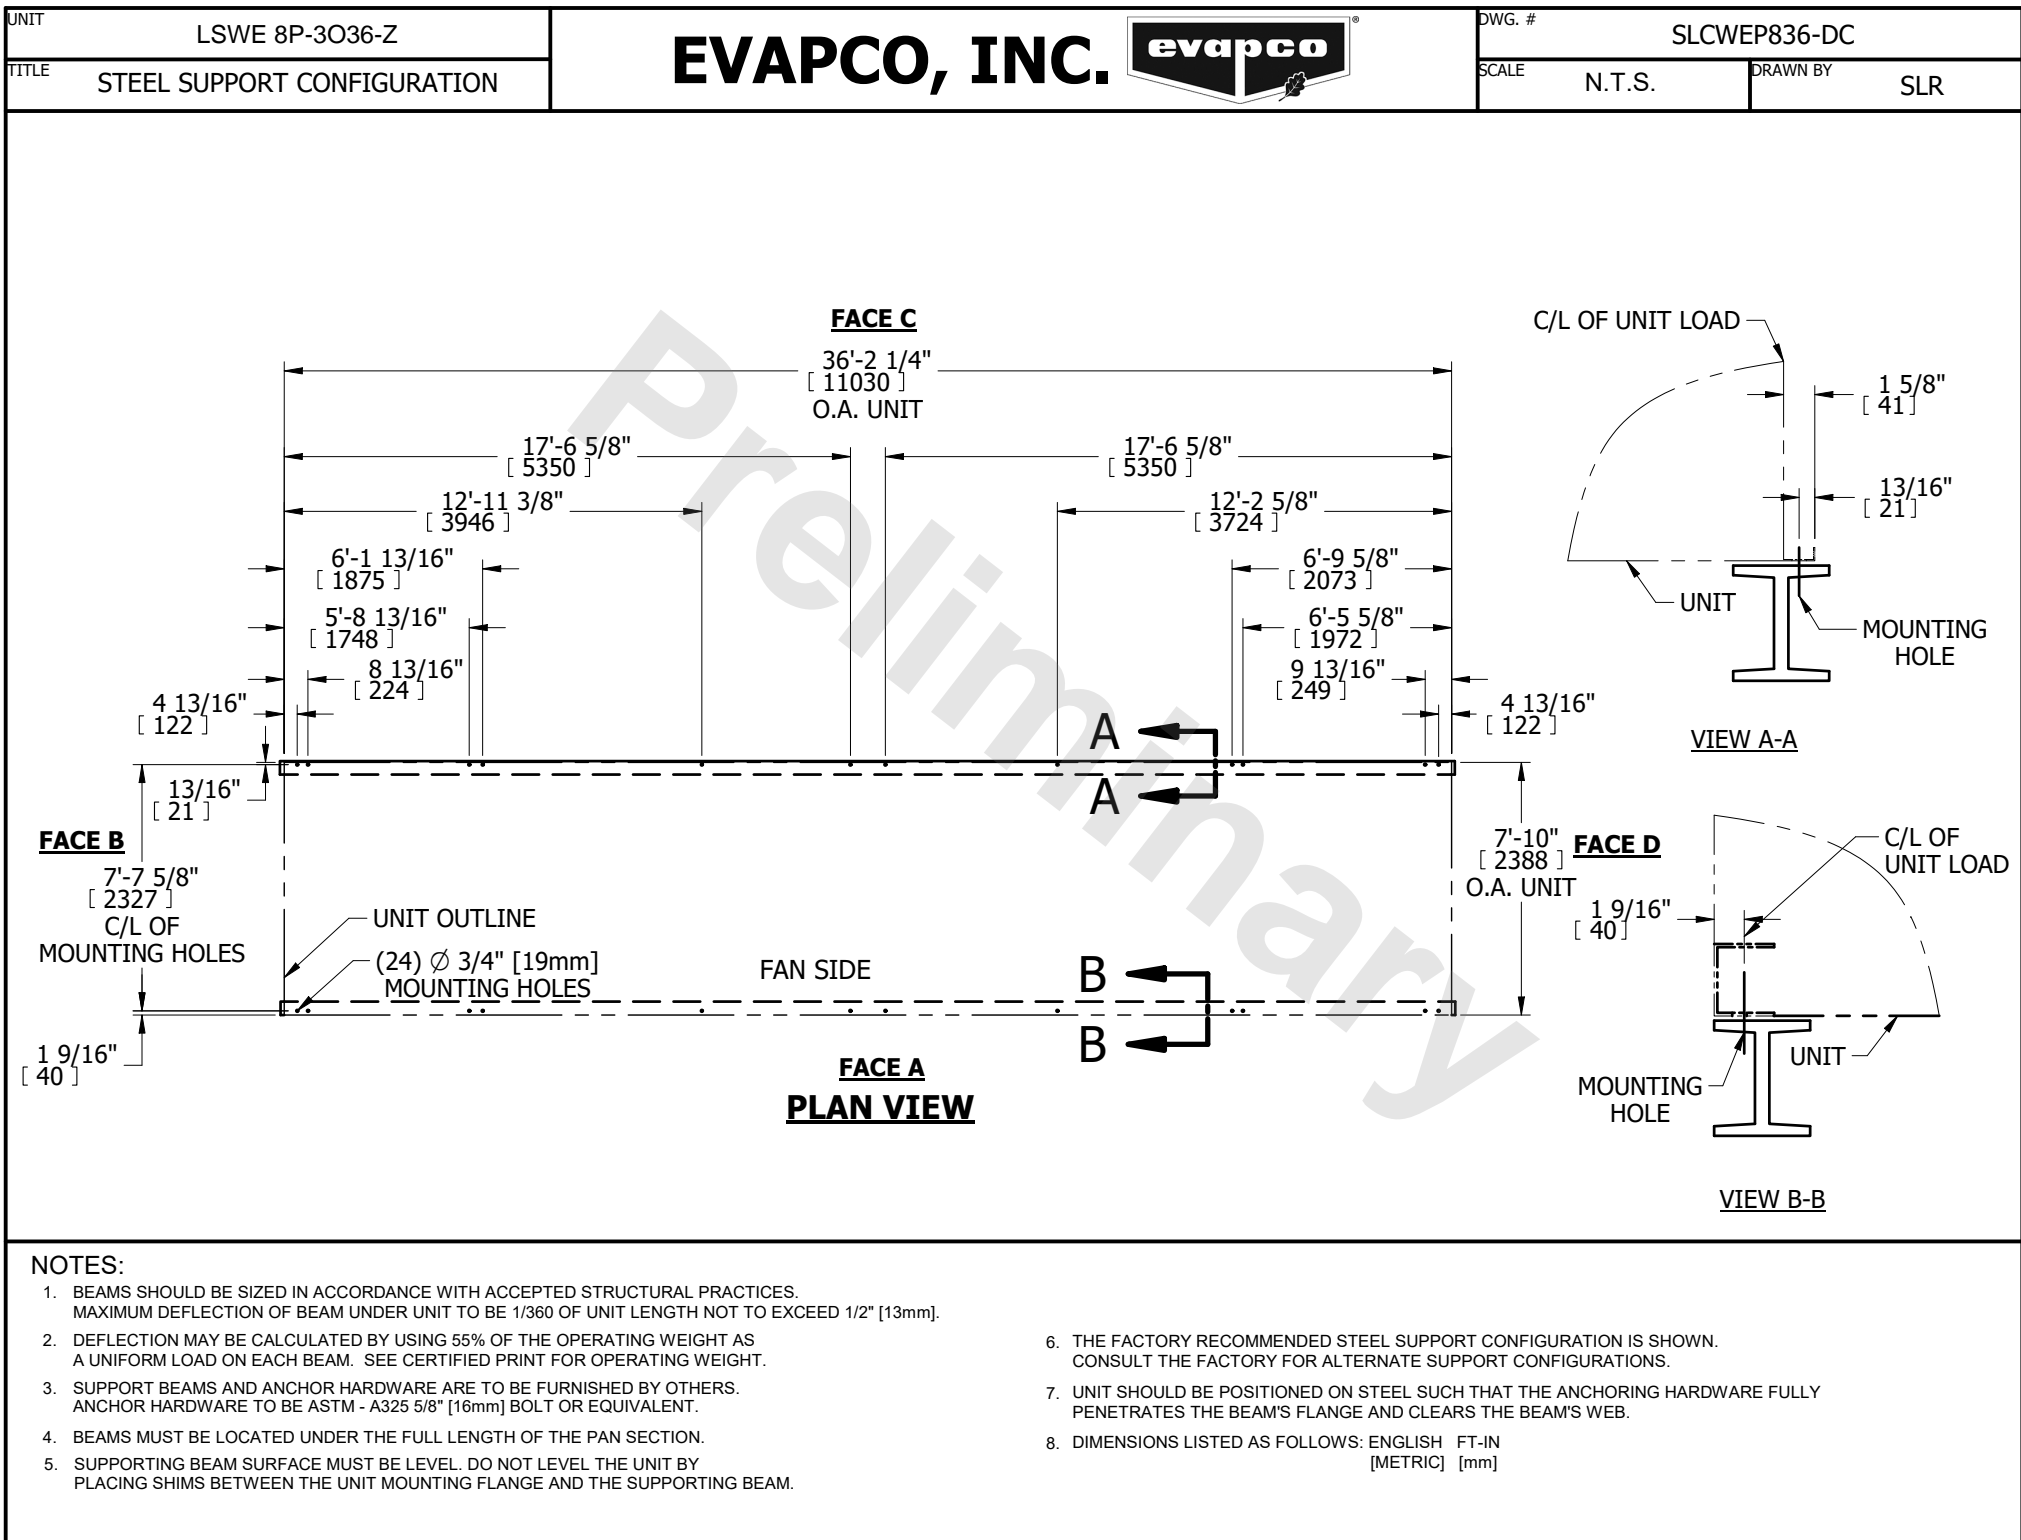 UNIT
LSWE 8P-3O36-Z
TITLE
STEEL SUPPORT CONFIGURATION
EVAPCO, INC.
evapco
®
DWG. #
SLCWEP836-DC
SCALE
N.T.S.
DRAWN BY
SLR
Preliminary
FACE C
36'-2 1/4"
[ 11030 ]
O.A. UNIT
17'-6 5/8"
[ 5350 ]
17'-6 5/8"
[ 5350 ]
12'-11 3/8"
[ 3946 ]
12'-2 5/8"
[ 3724 ]
6'-1 13/16"
[ 1875 ]
6'-9 5/8"
[ 2073 ]
5'-8 13/16"
[ 1748 ]
6'-5 5/8"
[ 1972 ]
8 13/16"
[ 224 ]
9 13/16"
[ 249 ]
4 13/16"
[ 122 ]
4 13/16"
[ 122 ]
A
A
13/16"
[ 21 ]
FACE B
7'-7 5/8"
[ 2327 ]
C/L OF
MOUNTING HOLES
7'-10"
[ 2388 ]
O.A. UNIT
FACE D
UNIT OUTLINE
(24) ∅ 3/4" [19mm]
MOUNTING HOLES
FAN SIDE
B
B
1 9/16"
[ 40 ]
FACE A
PLAN VIEW
C/L OF UNIT LOAD
1 5/8"
[ 41 ]
13/16"
[ 21 ]
UNIT
MOUNTING
HOLE
VIEW A-A
C/L OF
UNIT LOAD
1 9/16"
[ 40 ]
UNIT
MOUNTING
HOLE
VIEW B-B
NOTES:
1. BEAMS SHOULD BE SIZED IN ACCORDANCE WITH ACCEPTED STRUCTURAL PRACTICES.
MAXIMUM DEFLECTION OF BEAM UNDER UNIT TO BE 1/360 OF UNIT LENGTH NOT TO EXCEED 1/2" [13mm].
2. DEFLECTION MAY BE CALCULATED BY USING 55% OF THE OPERATING WEIGHT AS
A UNIFORM LOAD ON EACH BEAM. SEE CERTIFIED PRINT FOR OPERATING WEIGHT.
3. SUPPORT BEAMS AND ANCHOR HARDWARE ARE TO BE FURNISHED BY OTHERS.
ANCHOR HARDWARE TO BE ASTM - A325 5/8" [16mm] BOLT OR EQUIVALENT.
4. BEAMS MUST BE LOCATED UNDER THE FULL LENGTH OF THE PAN SECTION.
5. SUPPORTING BEAM SURFACE MUST BE LEVEL. DO NOT LEVEL THE UNIT BY
PLACING SHIMS BETWEEN THE UNIT MOUNTING FLANGE AND THE SUPPORTING BEAM.
6. THE FACTORY RECOMMENDED STEEL SUPPORT CONFIGURATION IS SHOWN.
CONSULT THE FACTORY FOR ALTERNATE SUPPORT CONFIGURATIONS.
7. UNIT SHOULD BE POSITIONED ON STEEL SUCH THAT THE ANCHORING HARDWARE FULLY
PENETRATES THE BEAM'S FLANGE AND CLEARS THE BEAM'S WEB.
8. DIMENSIONS LISTED AS FOLLOWS: ENGLISH FT-IN
[METRIC] [mm]